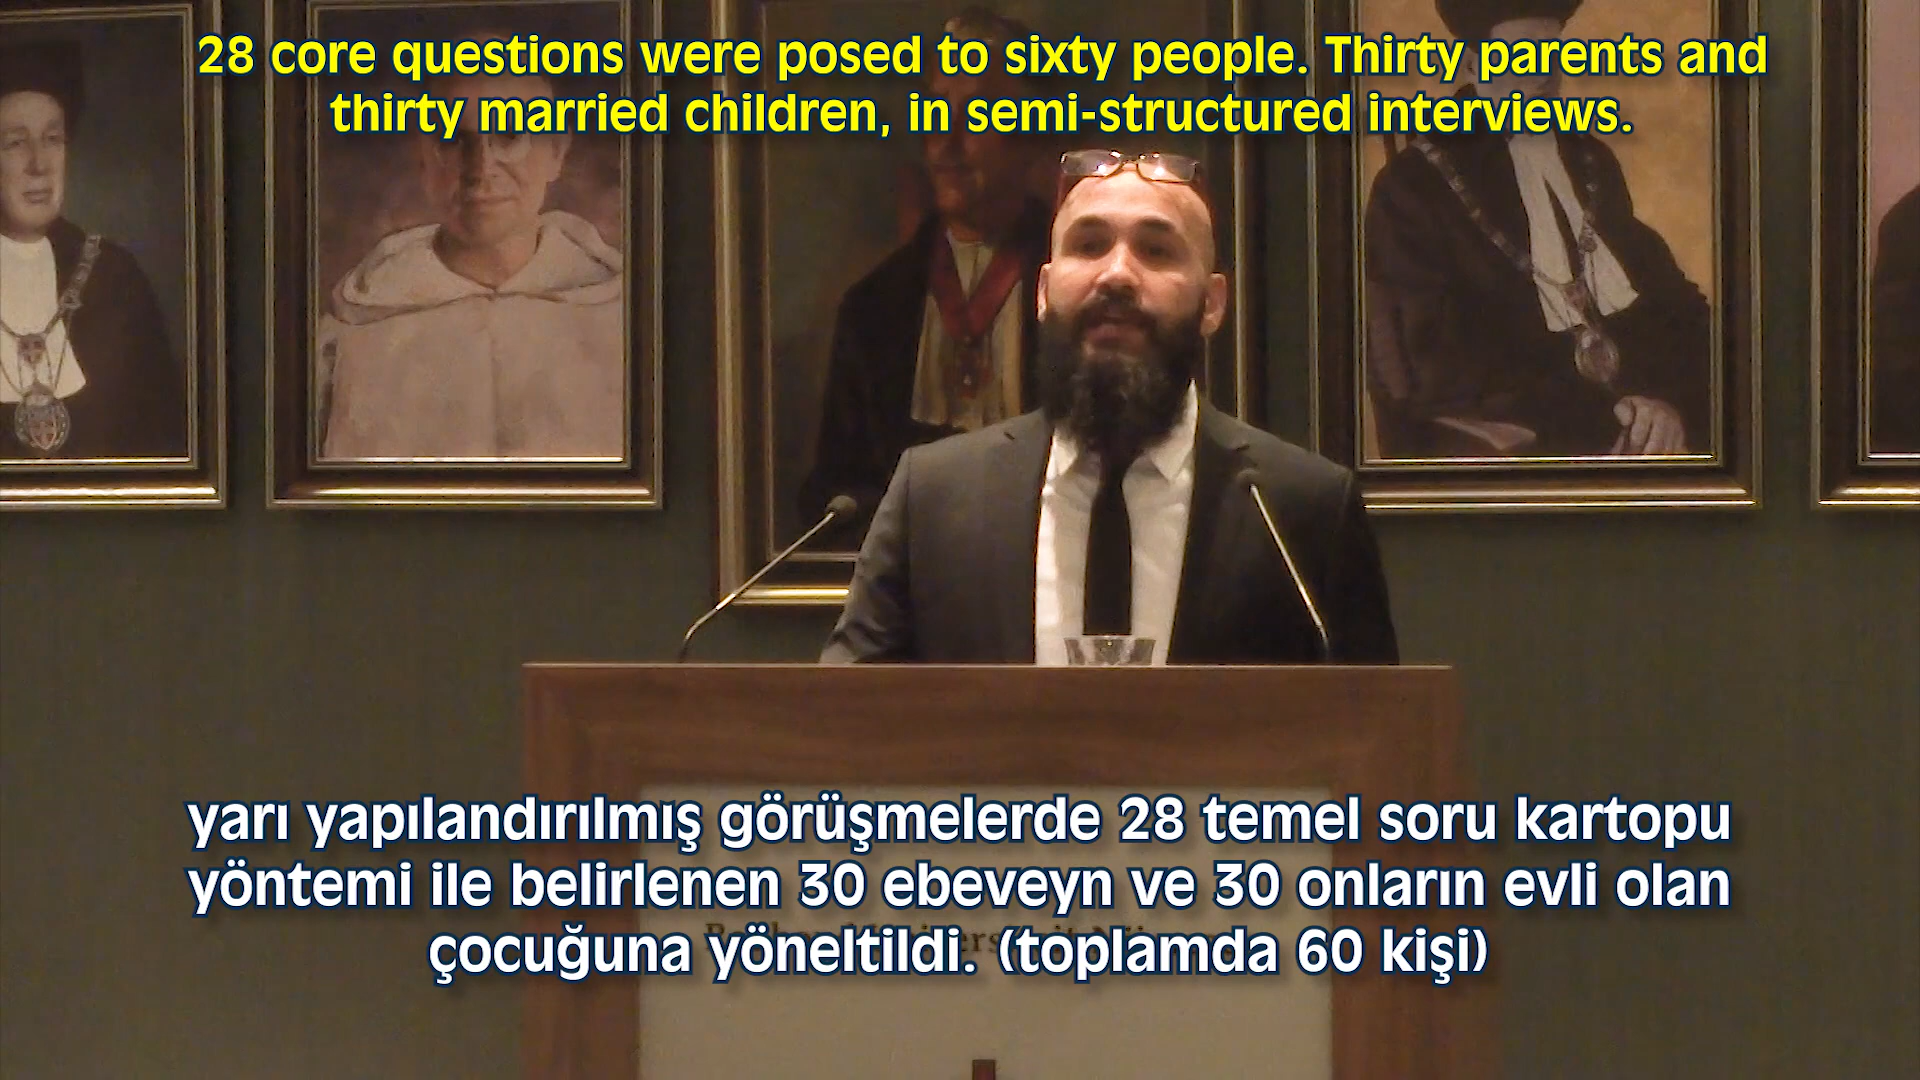 28 core questions were posed to sixty people. Thirty parents and
thirty married children, in semi-structured interviews.
yarı yapılandırılmış görüşmelerde 28 temel soru kartopu
yöntemi ile belirlenen 30 ebeveyn ve 30 onların evli olan
çocuğuna yöneltildi. (toplamda 60 kişi)